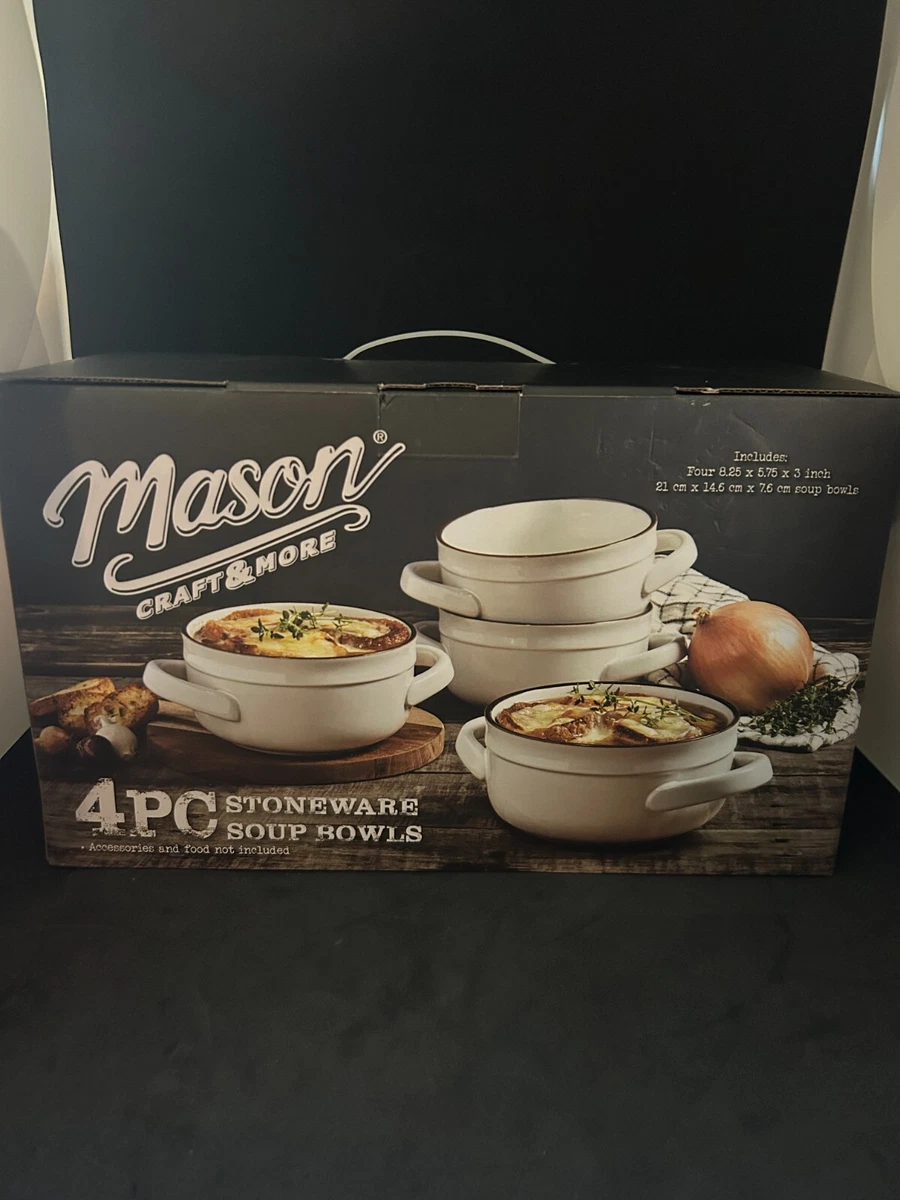 Mason®
CRAFT & MORE
Includes:
Four 8.25 x 5.75 x 3 inch
21 cm x 14.6 cm x 7.6 cm soup bowls
4PC STONEWARE
SOUP BOWLS
• Accessories and food not included